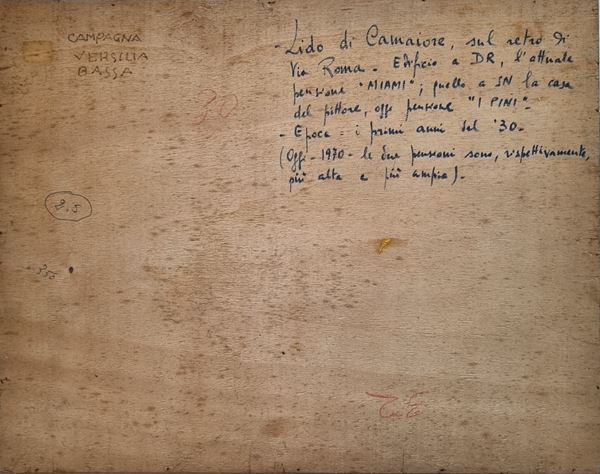 CAMPAGNA
VERSILIA
BASSA
- Lido di Camaiore, sul retro di
Via Roma - Edificio a DR, l'attuale
pensione "MIAMI"; quello a SN la casa
del pittore, oggi pensione "I PINI" -
- Epoca = i primi anni del '30 -
(Oggi - 1970 - le due pensioni sono, rispettivamente,
più alta e più ampia). -
30
8.5
350